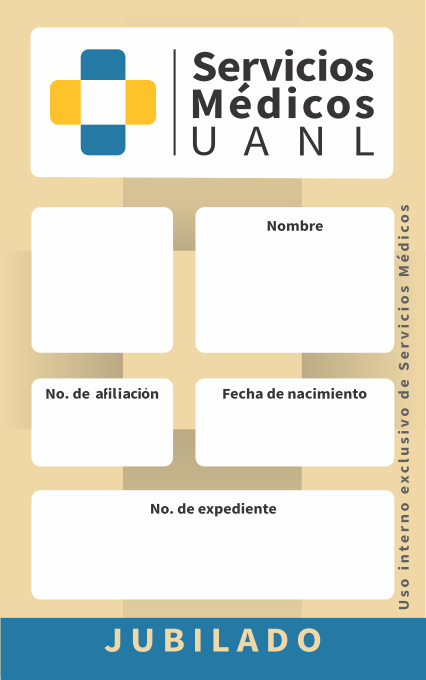 Servicios
Médicos
UANL
Nombre
No. de afiliación
Fecha de nacimiento
No. de expediente
Uso interno exclusivo de Servicios Médicos
JUBILADO